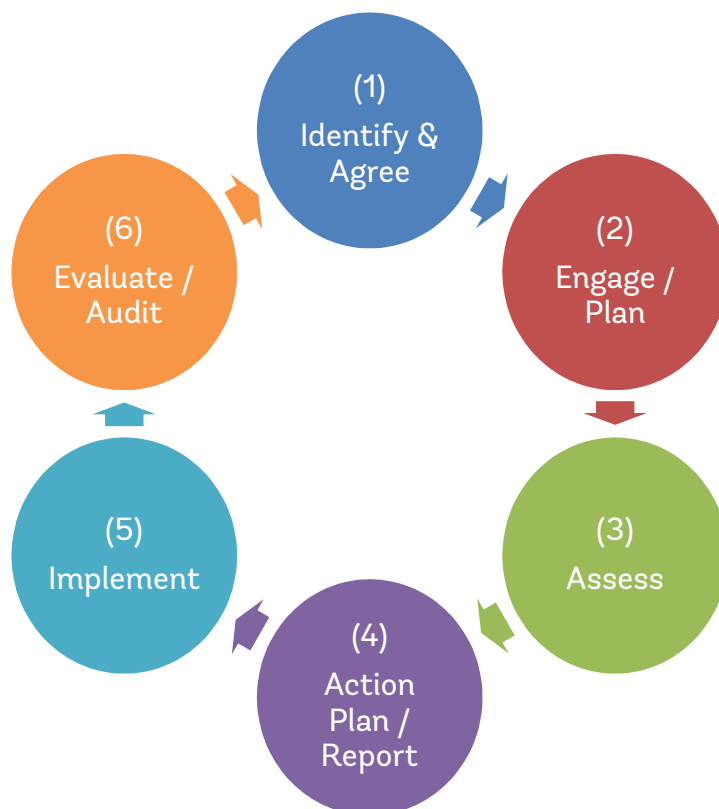 (1)
Identify &
Agree
(2)
Engage /
Plan
(3)
Assess
(4)
Action
Plan /
Report
(5)
Implement
(6)
Evaluate /
Audit